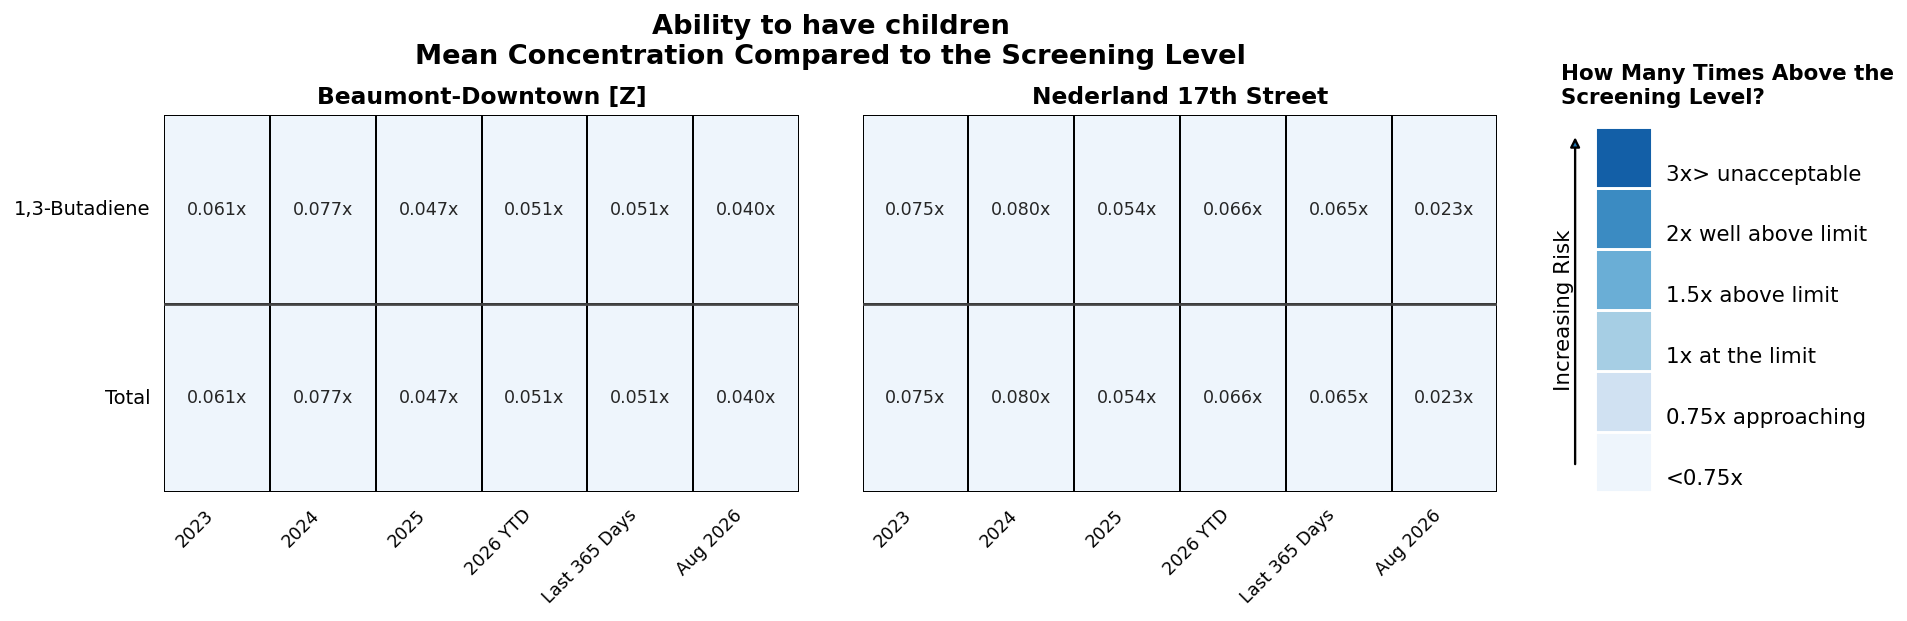 Ability to have children
Mean Concentration Compared to the Screening Level
Beaumont-Downtown [Z]
Nederland 17th Street
How Many Times Above the
Screening Level?
1,3-Butadiene
0.061x 0.077x 0.047x 0.051x 0.051x 0.040x
0.075x 0.080x 0.054x 0.066x 0.065x 0.023x
Total
0.061x 0.077x 0.047x 0.051x 0.051x 0.040x
0.075x 0.080x 0.054x 0.066x 0.065x 0.023x
2023
2024
2025
2026 YTD
Last 365 Days
Aug 2026
2023
2024
2025
2026 YTD
Last 365 Days
Aug 2026
Increasing Risk
3x> unacceptable
2x well above limit
1.5x above limit
1x at the limit
0.75x approaching
<0.75x